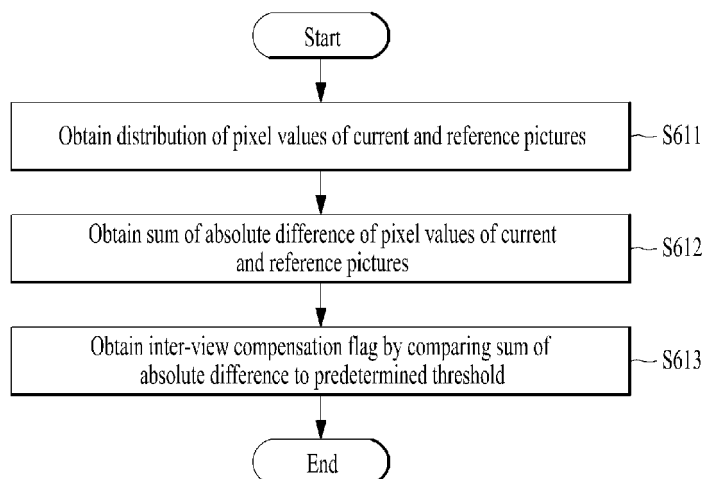 Start
Obtain distribution of pixel values of current and reference pictures
S611
Obtain sum of absolute difference of pixel values of current
and reference pictures
S612
Obtain inter-view compensation flag by comparing sum of
absolute difference to predetermined threshold
S613
End